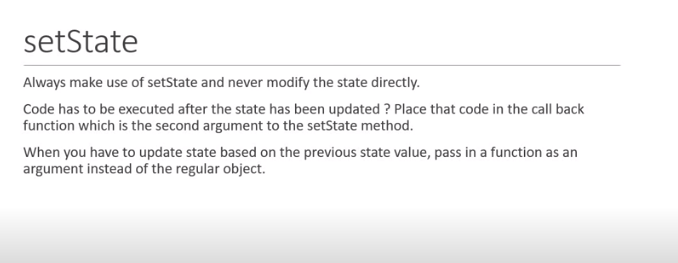 setState
Always make use of setState and never modify the state directly.
Code has to be executed after the state has been updated ? Place that code in the call back
function which is the second argument to the setState method.
When you have to update state based on the previous state value, pass in a function as an
argument instead of the regular object.